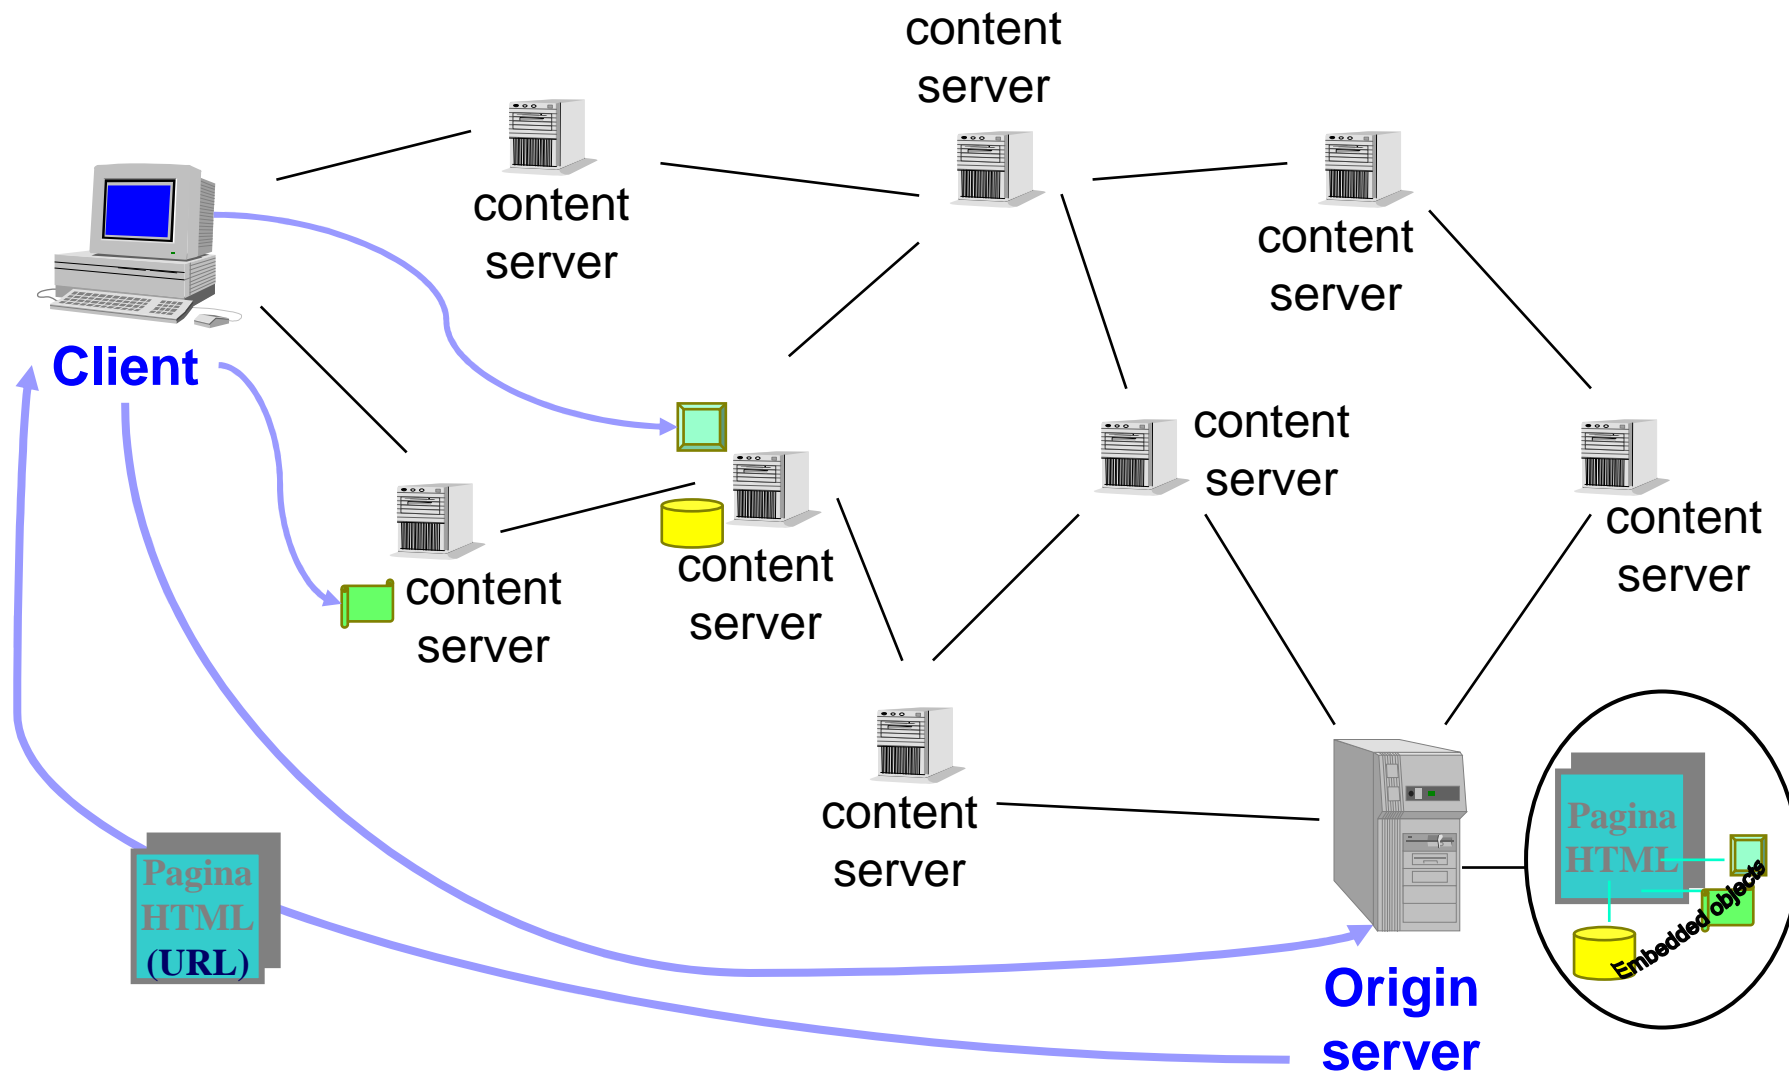 content
server
content
server
content
server
Client
content
server
content
server
content
server
content
server
content
server
Pagina
HTML
Embedded objects
Pagina
HTML
(URL)
Origin
server